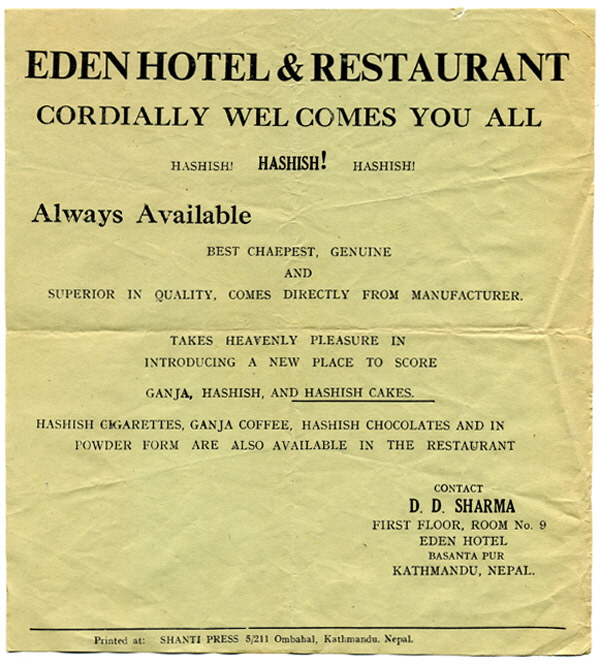 EDEN HOTEL & RESTAURANT
CORDIALLY WELCOMES YOU ALL
HASHISH! HASHISH! HASHISH!
Always Available
BEST CHAEPEST, GENUINE
AND
SUPERIOR IN QUALITY, COMES DIRECTLY FROM MANUFACTURER.
TAKES HEAVENLY PLEASURE IN
INTRODUCING A NEW PLACE TO SCORE
GANJA, HASHISH, AND HASHISH CAKES.
HASHISH CIGARETTES, GANJA COFFEE, HASHISH CHOCOLATES AND IN
POWDER FORM ARE ALSO AVAILABLE IN THE RESTAURANT
CONTACT
D. D. SHARMA
FIRST FLOOR, ROOM No. 9
EDEN HOTEL
BASANTA PUR
KATHMANDU, NEPAL.
Printed at: SHANTI PRESS 5/211 Ombahal, Kathmandu. Nepal.